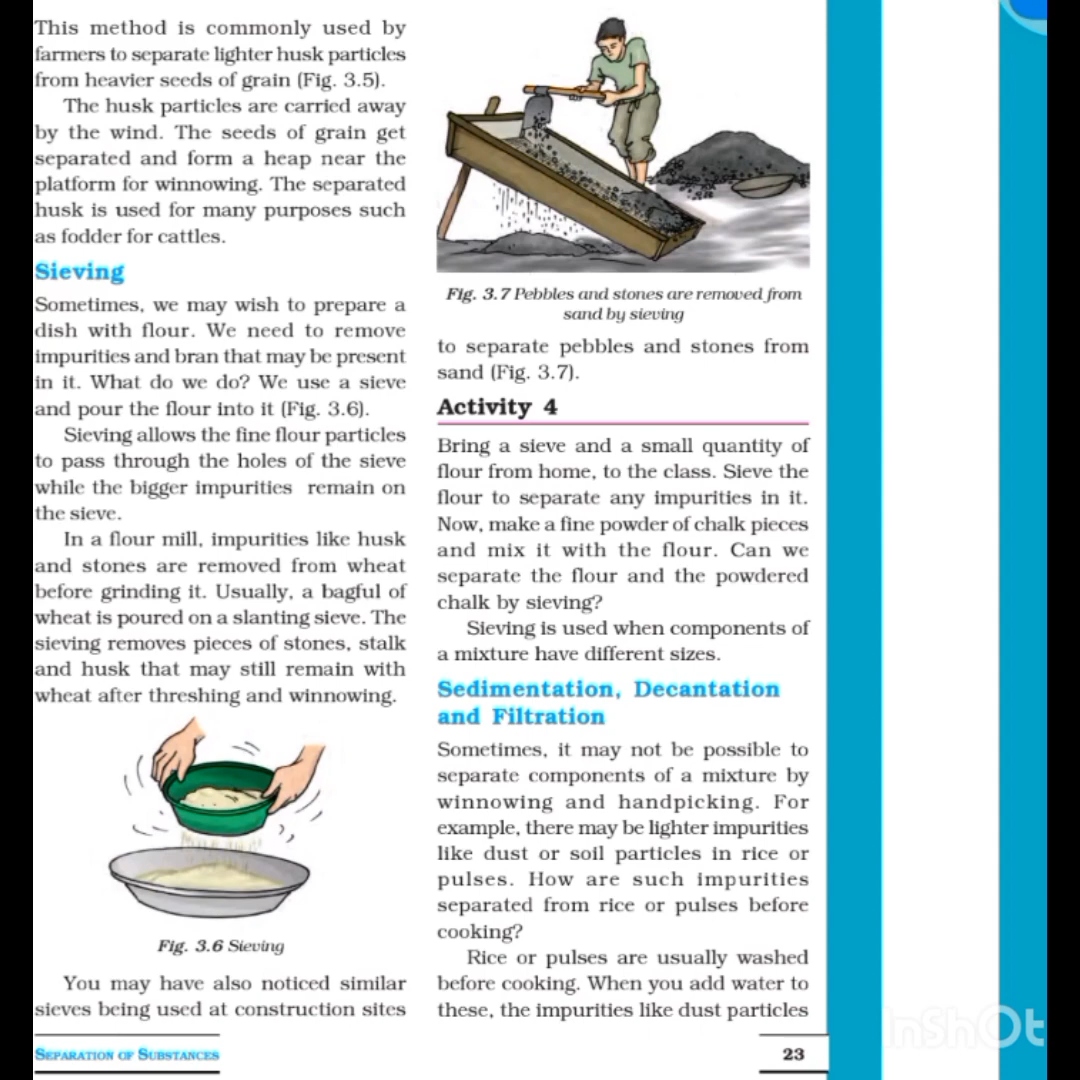 This method is commonly used by
farmers to separate lighter husk particles
from heavier seeds of grain (Fig. 3.5).
The husk particles are carried away
by the wind. The seeds of grain get
separated and form a heap near the
platform for winnowing. The separated
husk is used for many purposes such
as fodder for cattles.
Sieving
Sometimes, we may wish to prepare a
dish with flour. We need to remove
impurities and bran that may be present
in it. What do we do? We use a sieve
and pour the flour into it (Fig. 3.6).
Sieving allows the fine flour particles
to pass through the holes of the sieve
while the bigger impurities remain on
the sieve.
In a flour mill, impurities like husk
and stones are removed from wheat
before grinding it. Usually, a bagful of
wheat is poured on a slanting sieve. The
sieving removes pieces of stones, stalk
and husk that may still remain with
wheat after threshing and winnowing.
Fig. 3.6 Sieving
You may have also noticed similar
sieves being used at construction sites
Fig. 3.7 Pebbles and stones are removed from
sand by sieving
to separate pebbles and stones from
sand (Fig. 3.7).
Activity 4
Bring a sieve and a small quantity of
flour from home, to the class. Sieve the
flour to separate any impurities in it.
Now, make a fine powder of chalk pieces
and mix it with the flour. Can we
separate the flour and the powdered
chalk by sieving?
Sieving is used when components of
a mixture have different sizes.
Sedimentation, Decantation
and Filtration
Sometimes, it may not be possible to
separate components of a mixture by
winnowing and handpicking. For
example, there may be lighter impurities
like dust or soil particles in rice or
pulses. How are such impurities
separated from rice or pulses before
cooking?
Rice or pulses are usually washed
before cooking. When you add water to
these, the impurities like dust particles
SEPARATION OF SUBSTANCES
23
InShOt